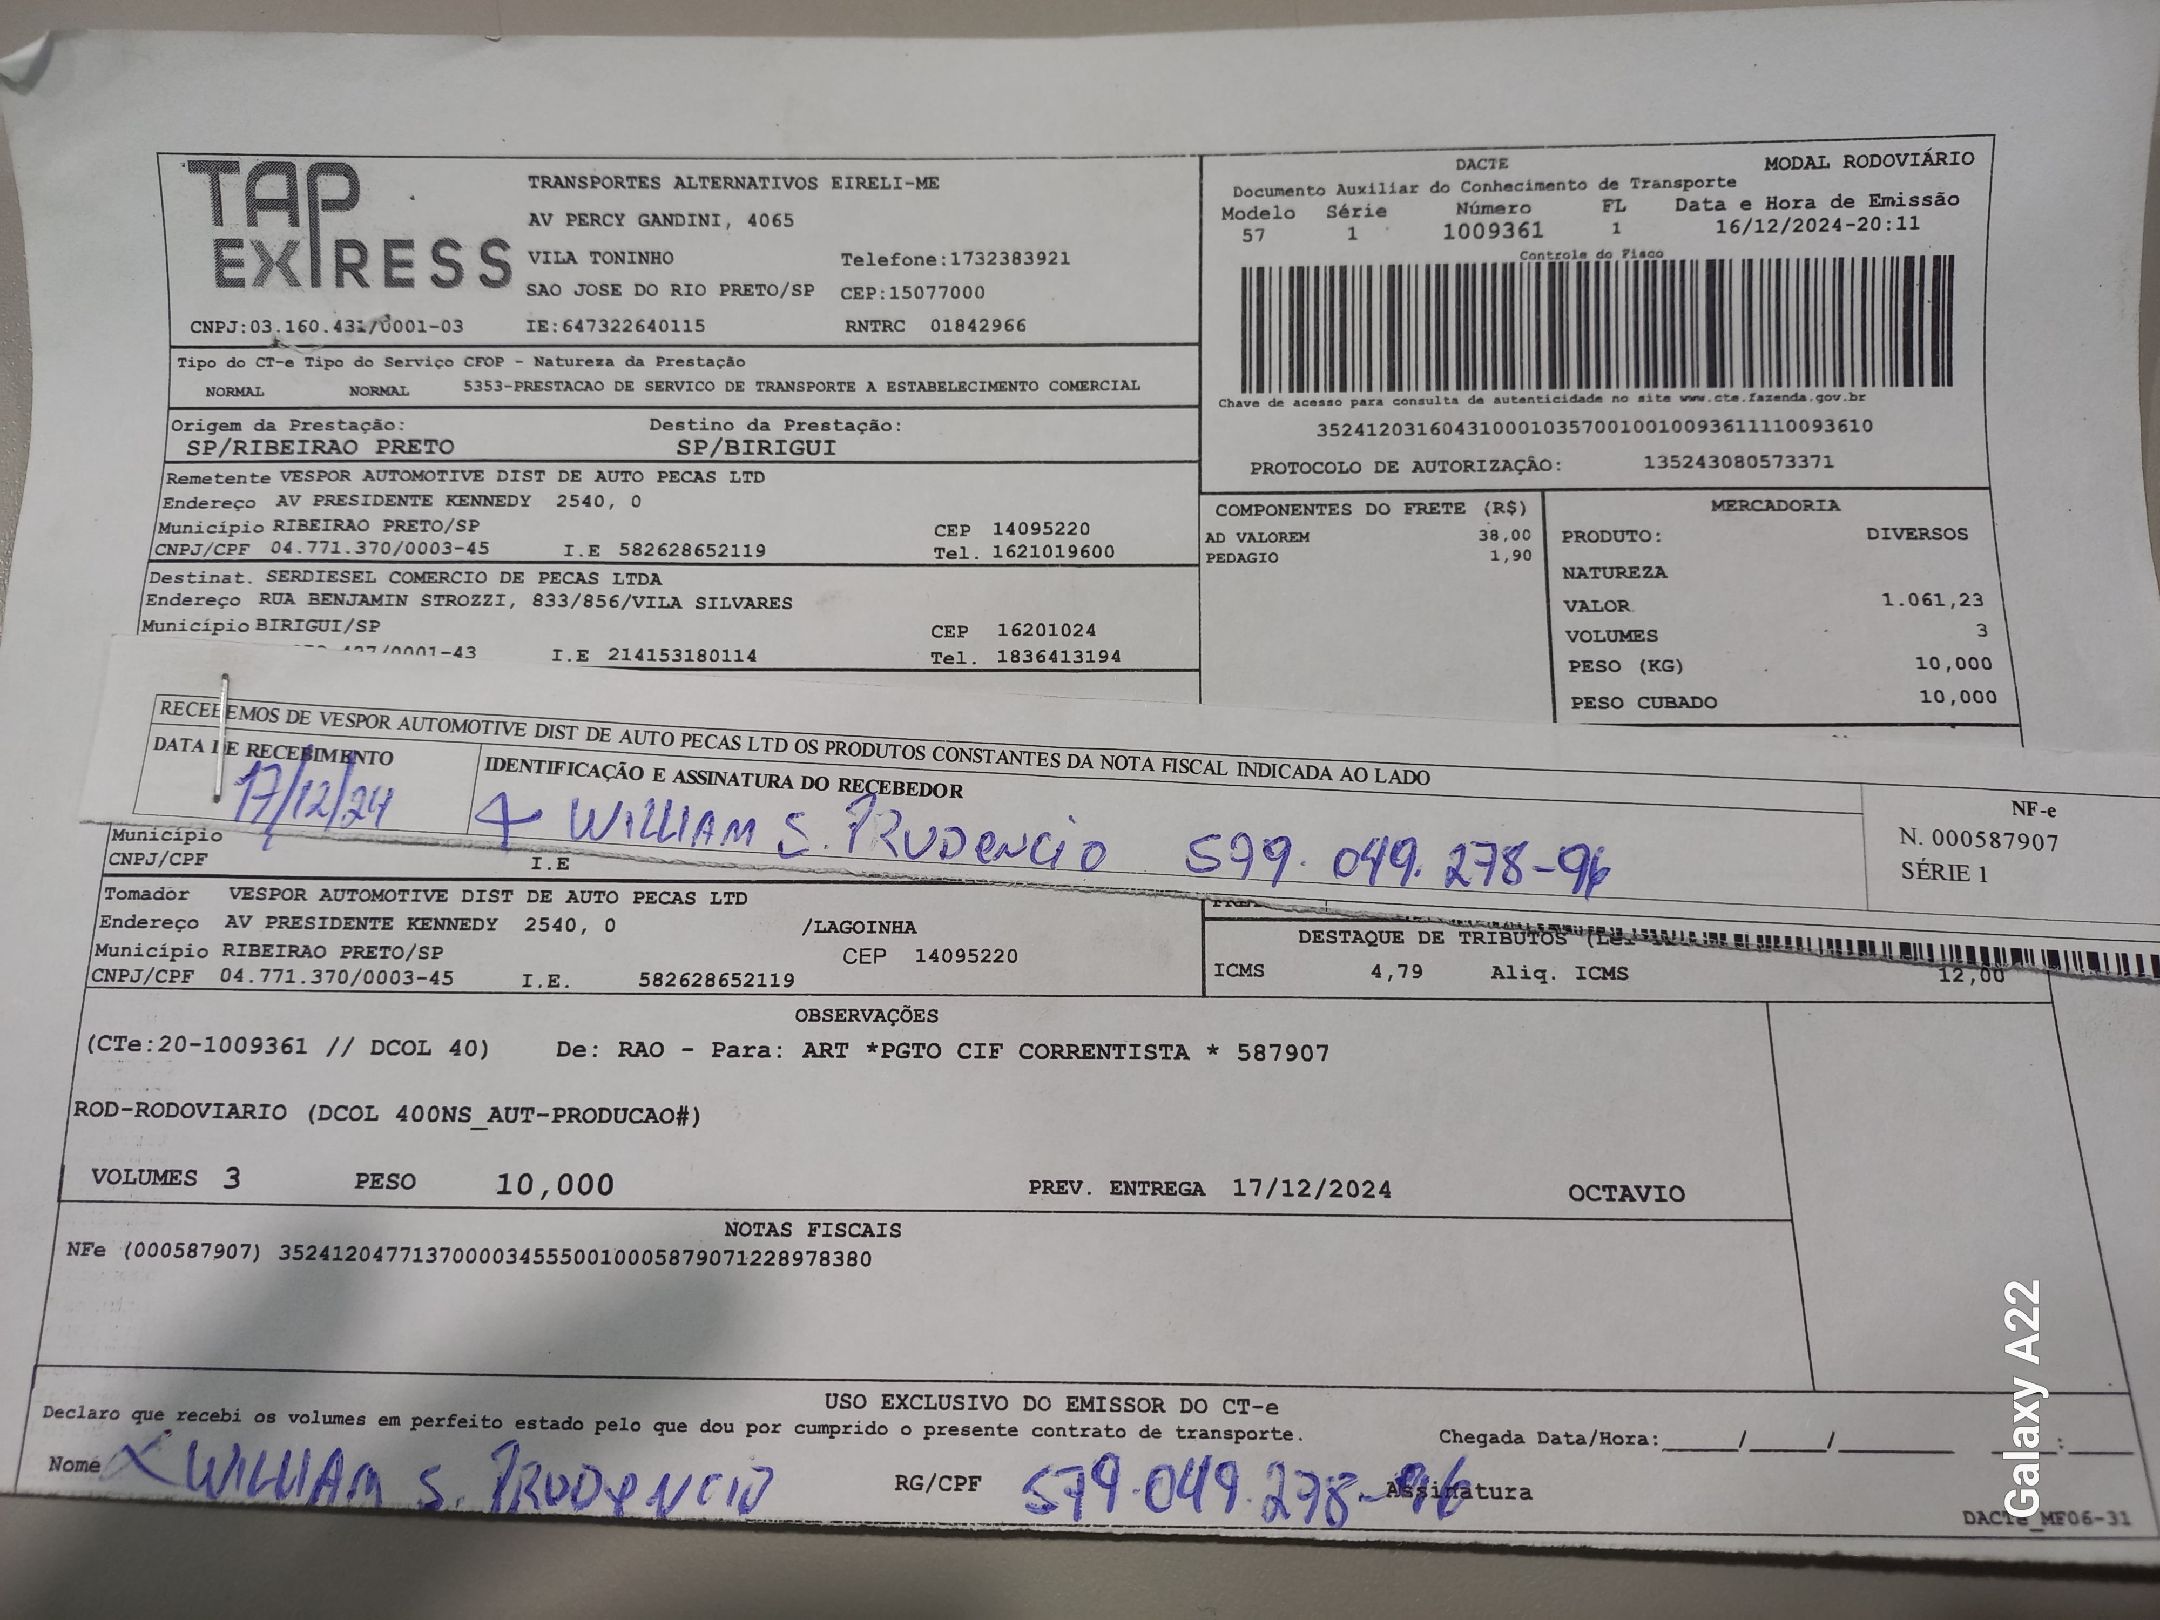 TAP EXPRESS
TRANSPORTES ALTERNATIVOS EIRELI-ME
AV PERCY GANDINI, 4065
VILA TONINHO Telefone:1732383921
SAO JOSE DO RIO PRETO/SP CEP:15077000
CNPJ:03.160.431/0001-03 IE:647322640115 RNTRC 01842966
DACTE MODAL RODOVIÁRIO
Documento Auxiliar do Conhecimento de Transporte
Modelo Série Número FL Data e Hora de Emissão
57 1 1009361 1 16/12/2024-20:11
Controle do Fisco
Chave de acesso para consulta de autenticidade no site www.cte.fazenda.gov.br
35241203160431000103570010010093611110093610
PROTOCOLO DE AUTORIZAÇÃO: 135243080573371
Tipo do CT-e Tipo do Serviço CFOP - Natureza da Prestação
NORMAL NORMAL 5353-PRESTACAO DE SERVICO DE TRANSPORTE A ESTABELECIMENTO COMERCIAL
Origem da Prestação: Destino da Prestação:
SP/RIBEIRAO PRETO SP/BIRIGUI
Remetente VESPOR AUTOMOTIVE DIST DE AUTO PECAS LTD
Endereço AV PRESIDENTE KENNEDY 2540, 0
Município RIBEIRAO PRETO/SP CEP 14095220
CNPJ/CPF 04.771.370/0003-45 I.E 582628652119 Tel. 1621019600
Destinat. SERDIESEL COMERCIO DE PECAS LTDA
Endereço RUA BENJAMIN STROZZI, 833/856/VILA SILVARES
Município BIRIGUI/SP CEP 16201024
/0001-43 I.E 214153180114 Tel. 1836413194
COMPONENTES DO FRETE (R$)
AD VALOREM 38,00
PEDAGIO 1,90
MERCADORIA
PRODUTO: DIVERSOS
NATUREZA
VALOR 1.061,23
VOLUMES 3
PESO (KG) 10,000
PESO CUBADO 10,000
RECEBEMOS DE VESPOR AUTOMOTIVE DIST DE AUTO PECAS LTD OS PRODUTOS CONSTANTES DA NOTA FISCAL INDICADA AO LADO
DATA DE RECEBIMENTO IDENTIFICAÇÃO E ASSINATURA DO RECEBEDOR
17/12/24 WILLIAM S. PRUDENCIO 599.049.278-96
NF-e
N. 000587907
SÉRIE 1
Município
CNPJ/CPF I.E
Tomador VESPOR AUTOMOTIVE DIST DE AUTO PECAS LTD
Endereço AV PRESIDENTE KENNEDY 2540, 0 /LAGOINHA
Município RIBEIRAO PRETO/SP CEP 14095220
CNPJ/CPF 04.771.370/0003-45 I.E. 582628652119
DESTAQUE DE TRIBUTOS
ICMS 4,79 Aliq. ICMS 12,00
OBSERVAÇÕES
(CTe:20-1009361 // DCOL 40) De: RAO - Para: ART *PGTO CIF CORRENTISTA * 587907
ROD-RODOVIARIO (DCOL 400NS_AUT-PRODUCAO#)
VOLUMES 3 PESO 10,000 PREV. ENTREGA 17/12/2024 OCTAVIO
NOTAS FISCAIS
NFe (000587907) 35241204771370000345550010005879071228978380
USO EXCLUSIVO DO EMISSOR DO CT-e
Declaro que recebi os volumes em perfeito estado pelo que dou por cumprido o presente contrato de transporte.
Chegada Data/Hora:_____/_____/________ ____:____
Nome X WILLIAM S. PRUDENCIO RG/CPF 579.049.278-96 Assinatura
DACTE_MF06-31
Galaxy A22